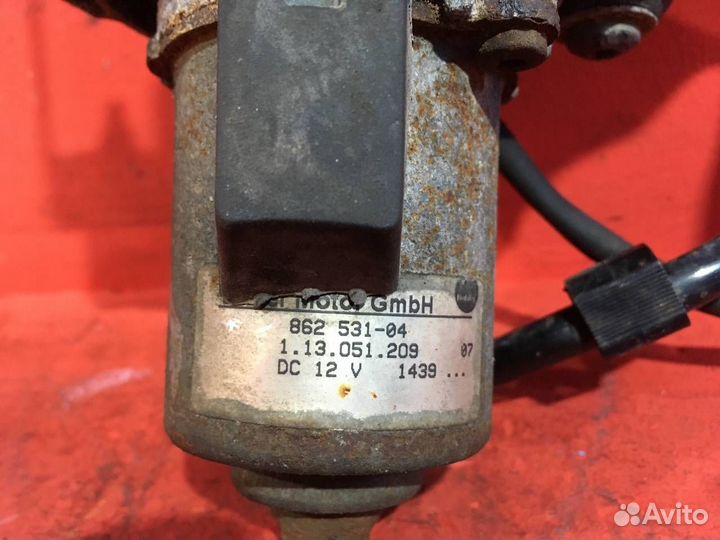 Motor GmbH
862 531-04
1.13.051.209 07
DC 12 V 1439 ...
Avito